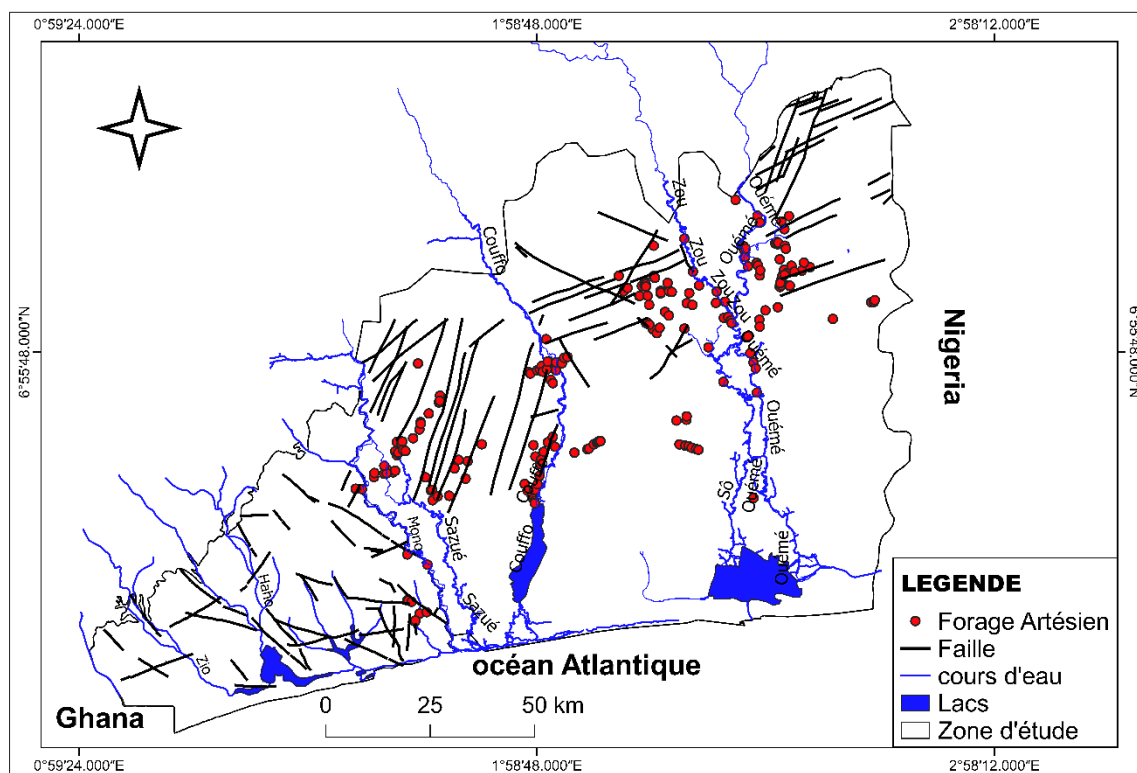 0°59'24.000"E 1°58'48.000"E 2°58'12.000"E
Zou
Ouémé
Couffo
Zou
Ouémé
Zou
Zou
6°55'48.000"N
Ouémé
6°55'48.000"N
Nigeria
Ouémé
Couffo
Sô
Ouémé
Mono
Sazué
Couffo
Ouémé
Haho
Sazué
Zio
océan Atlantique
Ghana
0 25 50 km
LEGENDE
Forage Artésien
Faille
cours d'eau
Lacs
Zone d'étude
0°59'24.000"E 1°58'48.000"E 2°58'12.000"E